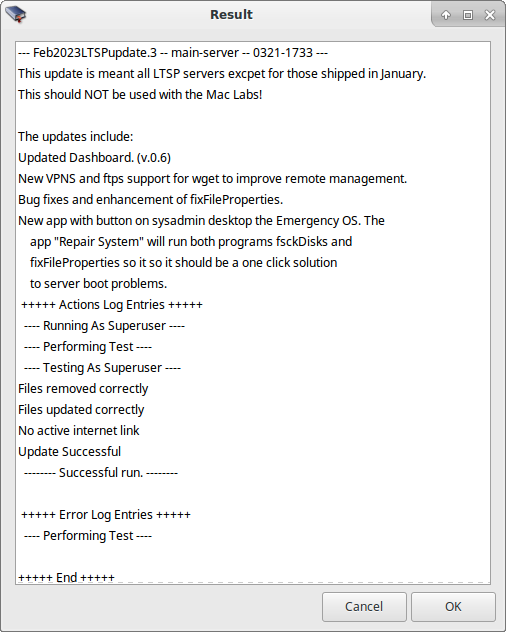 Result
--- Feb2023LTSPupdate.3 -- main-server -- 0321-1733 ---
This update is meant all LTSP servers excpet for those shipped in January.
This should NOT be used with the Mac Labs!
The updates include:
Updated Dashboard. (v.0.6)
New VPNS and ftps support for wget to improve remote management.
Bug fixes and enhancement of fixFileProperties.
New app with button on sysadmin desktop the Emergency OS. The
app "Repair System" will run both programs fsckDisks and
fixFileProperties so it so it should be a one click solution
to server boot problems.
+++++ Actions Log Entries +++++
---- Running As Superuser ----
---- Performing Test ----
---- Testing As Superuser ----
Files removed correctly
Files updated correctly
No active internet link
Update Successful
-------- Successful run. --------
+++++ Error Log Entries +++++
---- Performing Test ----
+++++ End +++++
Cancel OK